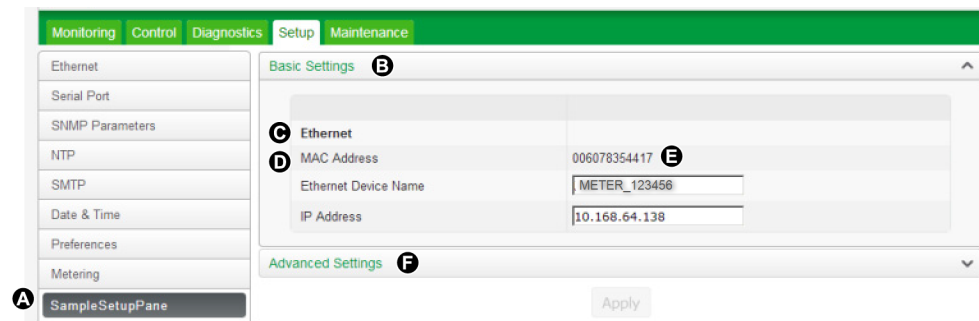 Monitoring Control Diagnostics Setup Maintenance
Ethernet
Serial Port
SNMP Parameters
NTP
SMTP
Date & Time
Preferences
Metering
A SampleSetupPane
Basic Settings B
C Ethernet
D MAC Address 006078354417 E
Ethernet Device Name METER_123456
IP Address 10.168.64.138
Advanced Settings F
Apply